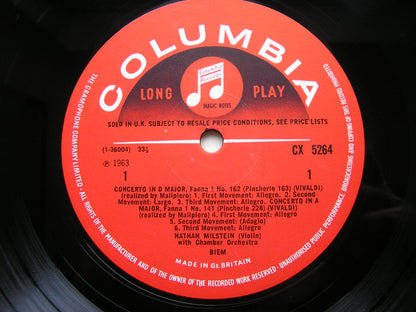 COLUMBIA
Columbia Records
MAGIC NOTES
LONG PLAY
SOLD IN U.K. SUBJECT TO RESALE PRICE CONDITIONS, SEE PRICE LISTS
(1-36004) 33⅓ CX 5264
℗ 1963
1 1
CONCERTO IN D MAJOR, Fanna 1 No. 162 (Pincherle 163) (VIVALDI)
(realized by Malipiero) 1. First Movement: Allegro 2. Second
Movement: Largo. 3. Third Movement: Allegro. CONCERTO IN A
MAJOR, Fanna 1 No. 141 (Pincherle 228) (VIVALDI)
(realized by Malipiero) 4. First Movement: Allegro
5. Second Movement: (Adagio)
6. Third Movement: Allegro
NATHAN MILSTEIN (Violin)
with Chamber Orchestra
BIEM
MADE IN Gt. BRITAIN
THE GRAMOPHONE COMPANY LIMITED. • ALL RIGHTS OF THE MANUFACTURER AND OF THE OWNER OF THE RECORDED WORK RESERVED • UNAUTHORISED PUBLIC PERFORMANCE BROADCASTING AND COPYING OF THIS RECORD PROHIBITED